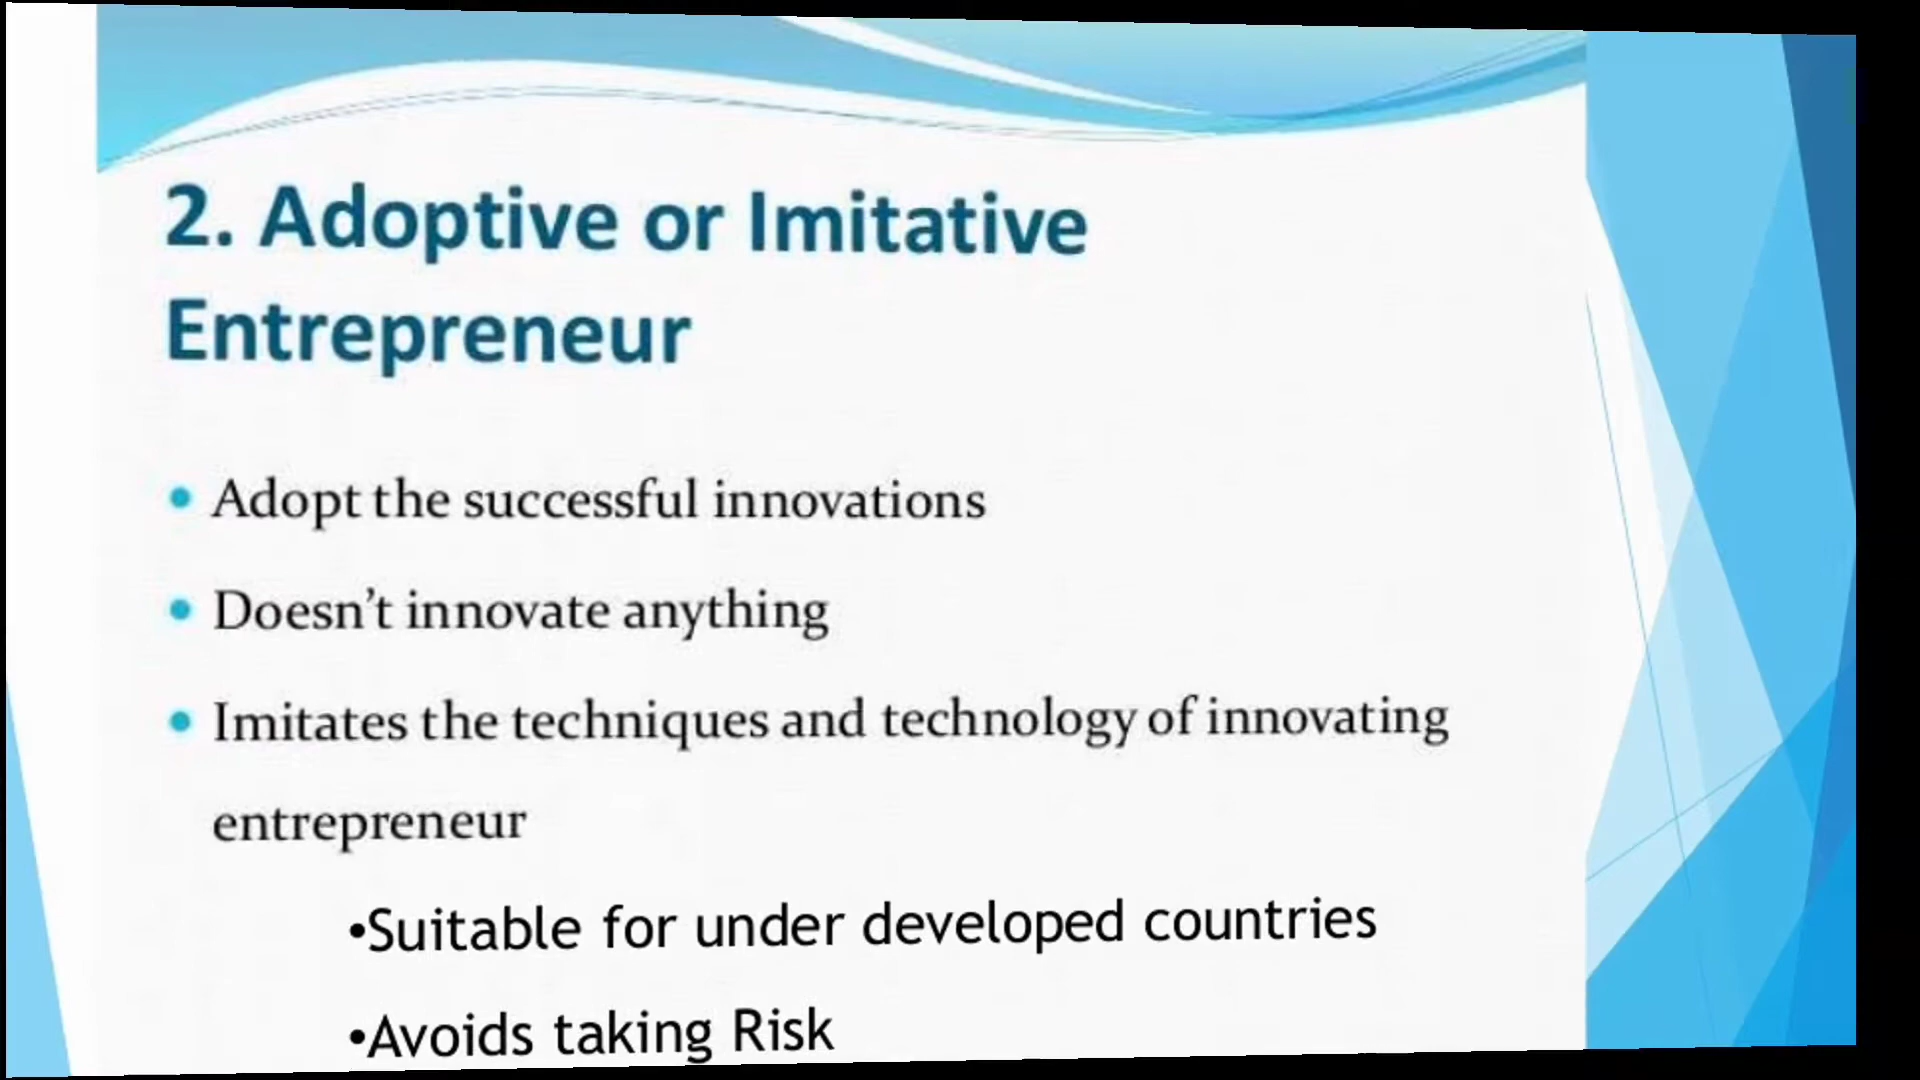 2. Adoptive or Imitative
Entrepreneur
• Adopt the successful innovations
• Doesn't innovate anything
• Imitates the techniques and technology of innovating
entrepreneur
•Suitable for under developed countries
•Avoids taking Risk